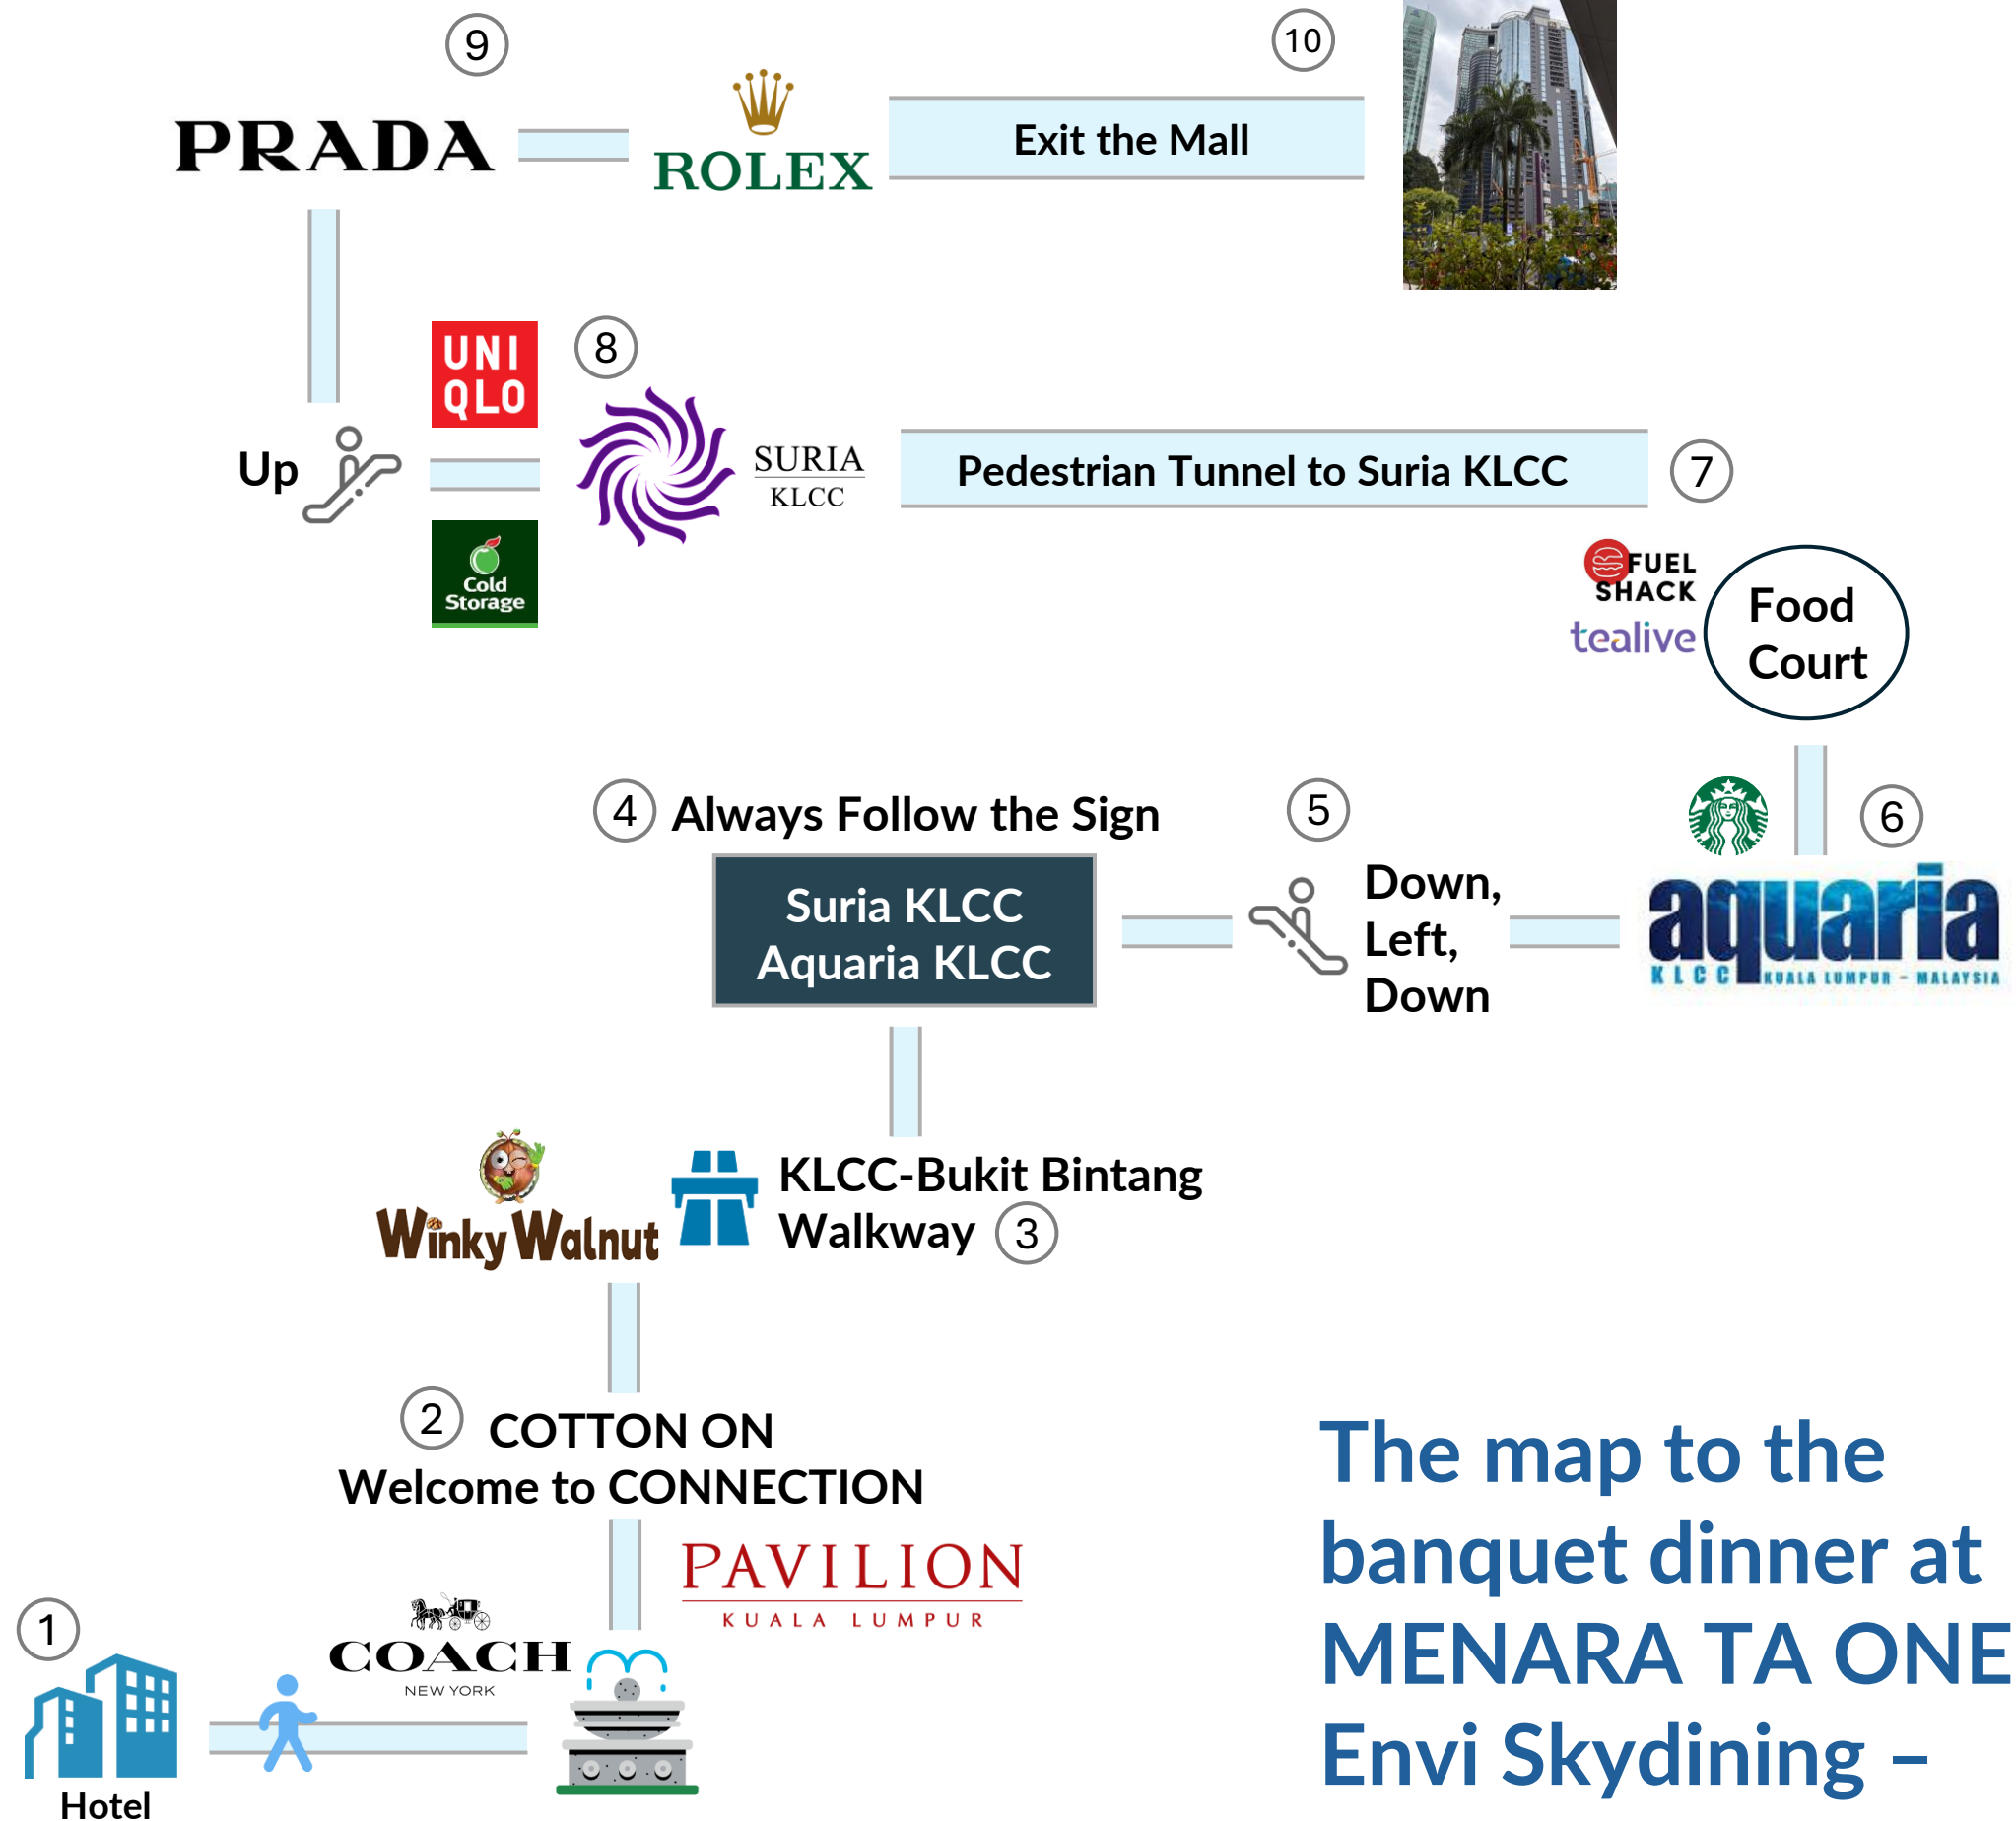 9
10
PRADA
ROLEX
Exit the Mall
UNI
QLO
8
Up
SURIA
KLCC
Pedestrian Tunnel to Suria KLCC
7
Cold
Storage
FUEL
SHACK
tealive
Food
Court
4
Always Follow the Sign
Suria KLCC
Aquaria KLCC
5
Down,
Left,
Down
6
aquaria
KLCC KUALA LUMPUR - MALAYSIA
Winky Walnut
KLCC-Bukit Bintang
Walkway
3
2
COTTON ON
Welcome to CONNECTION
PAVILION
KUALA LUMPUR
1
COACH
NEW YORK
Hotel
The map to the
banquet dinner at
MENARA TA ONE
Envi Skydining –